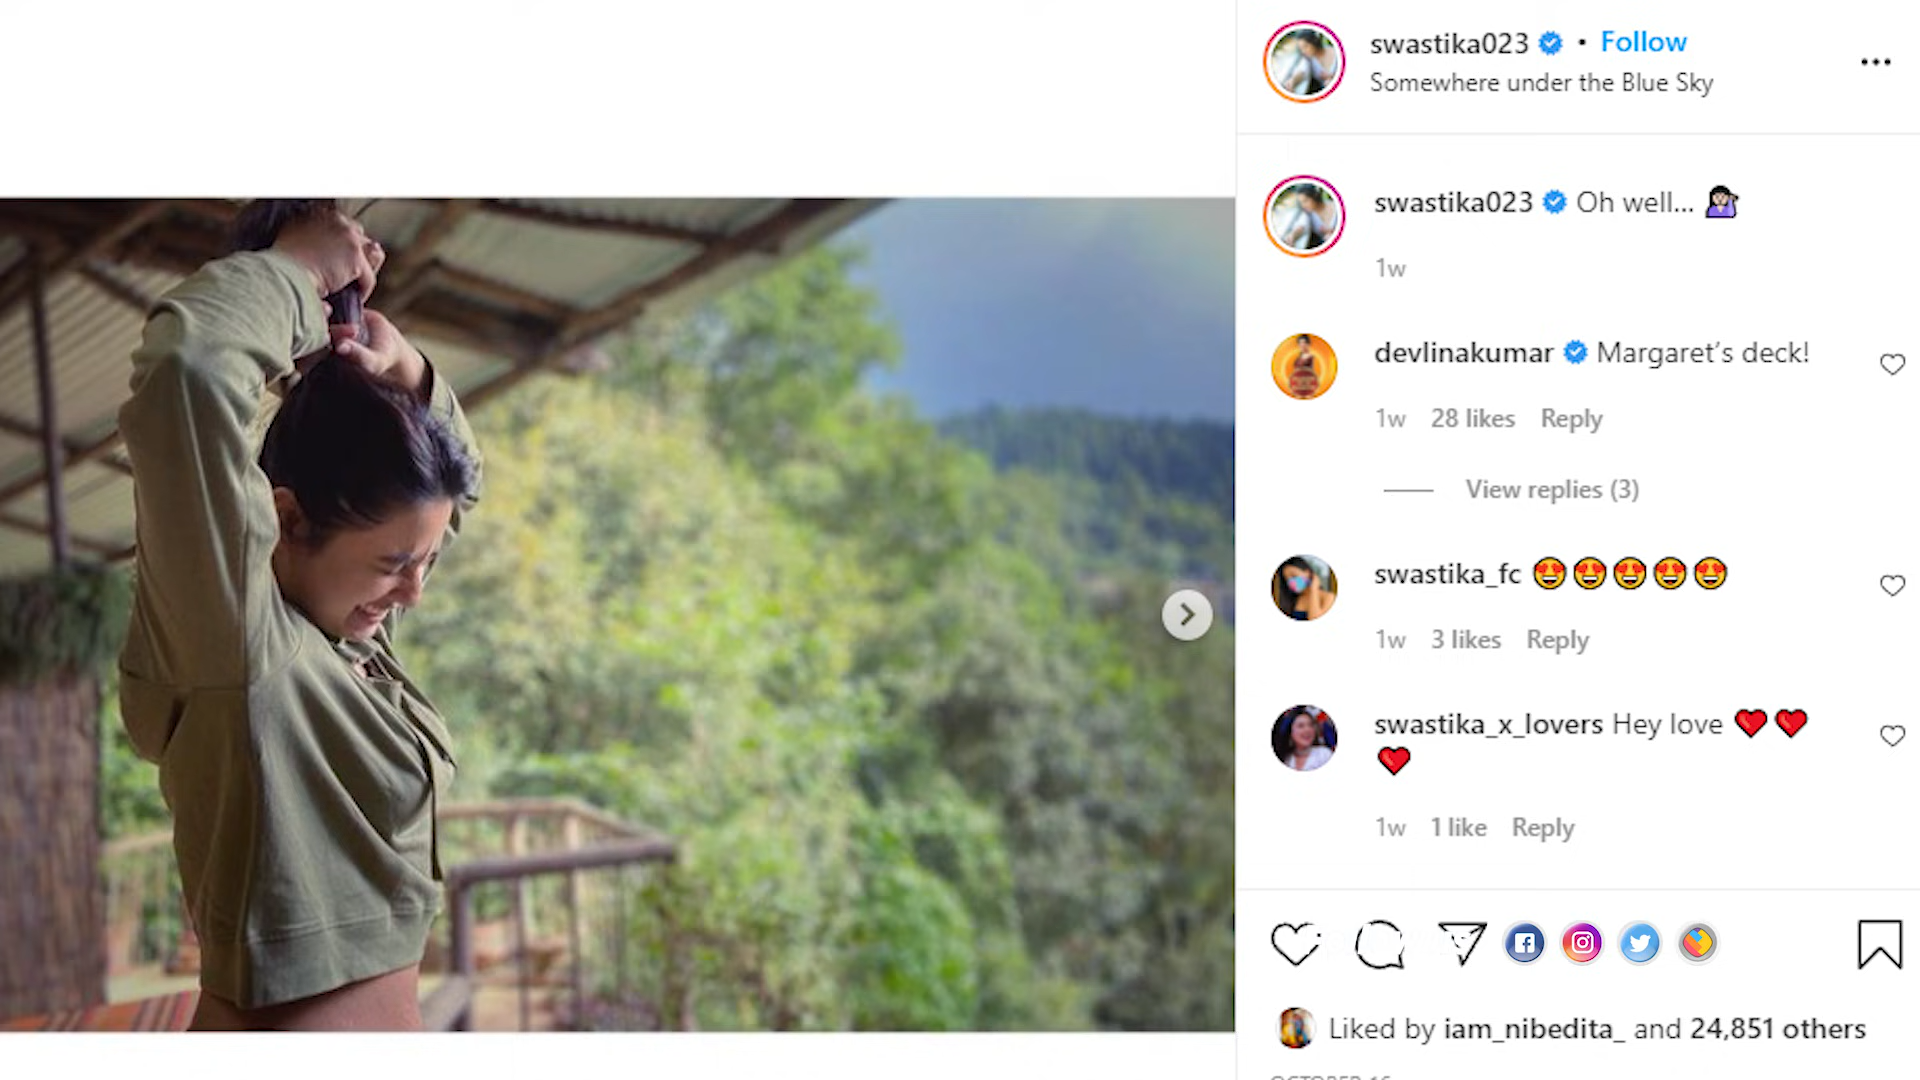 swastika023 • Follow
Somewhere under the Blue Sky
swastika023 Oh well...
1w
devlinakumar Margaret's deck!
1w 28 likes Reply
View replies (3)
swastika_fc
1w 3 likes Reply
swastika_x_lovers Hey love
1w 1 like Reply
Liked by iam_nibedita_ and 24,851 others